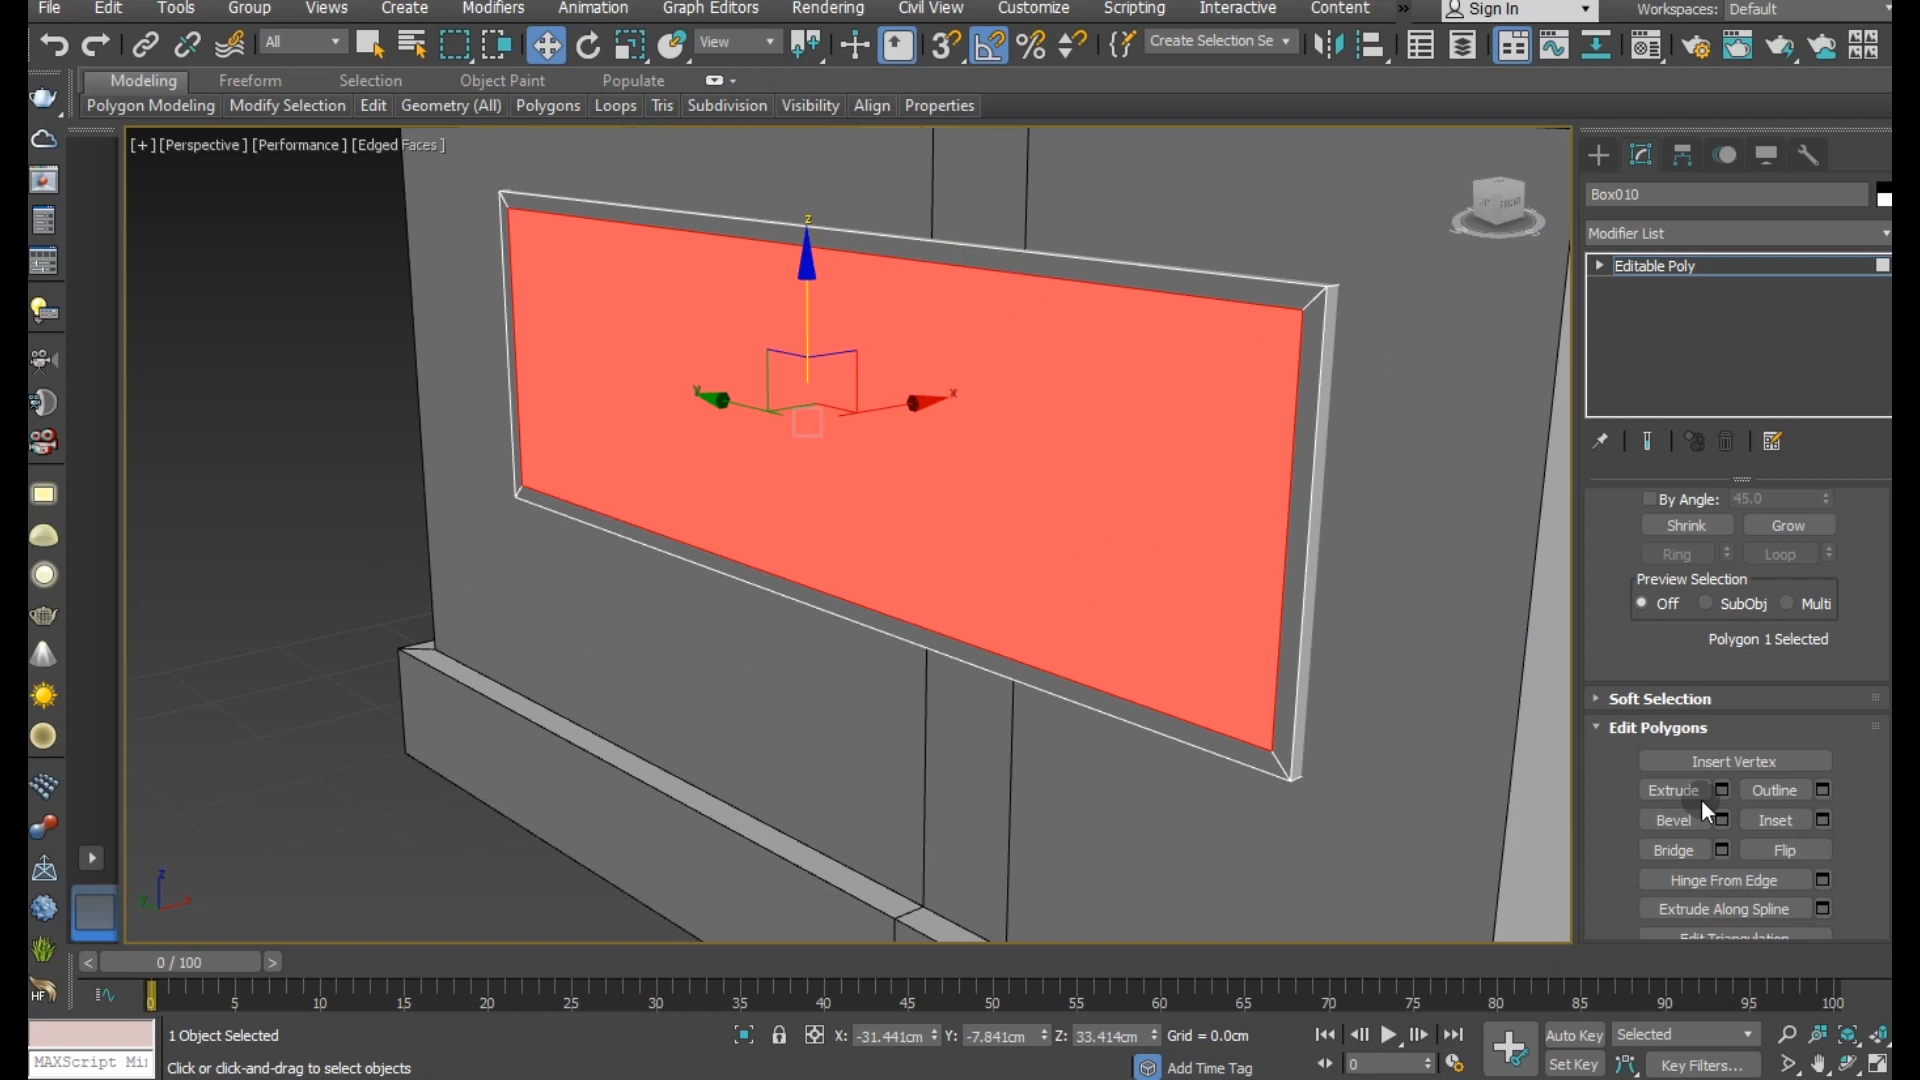 File Edit Tools Group Views Create Modifiers Animation Graph Editors Rendering Civil View Customize Scripting Interactive Content » Sign In Workspaces: Default
All View Create Selection Se
Modeling Freeform Selection Object Paint Populate
Polygon Modeling Modify Selection Edit Geometry (All) Polygons Loops Tris Subdivision Visibility Align Properties
[+] [Perspective] [Performance] [Edged Faces]
Box010
Modifier List
Editable Poly
z
y x
By Angle: 45.0
Shrink Grow
Ring Loop
Preview Selection
Off SubObj Multi
Polygon 1 Selected
Soft Selection
Edit Polygons
Insert Vertex
Extrude Outline
Bevel Inset
Bridge Flip
Hinge From Edge
Extrude Along Spline
Edit Triangulation
z
y x
< 0 / 100 >
0 5 10 15 20 25 30 35 40 45 50 55 60 65 70 75 80 85 90 95 100
1 Object Selected X: -31.441cm Y: -7.841cm Z: 33.414cm Grid = 0.0cm Auto Key Selected
MAXScript Mi Click or click-and-drag to select objects Add Time Tag 0 Set Key Key Filters...